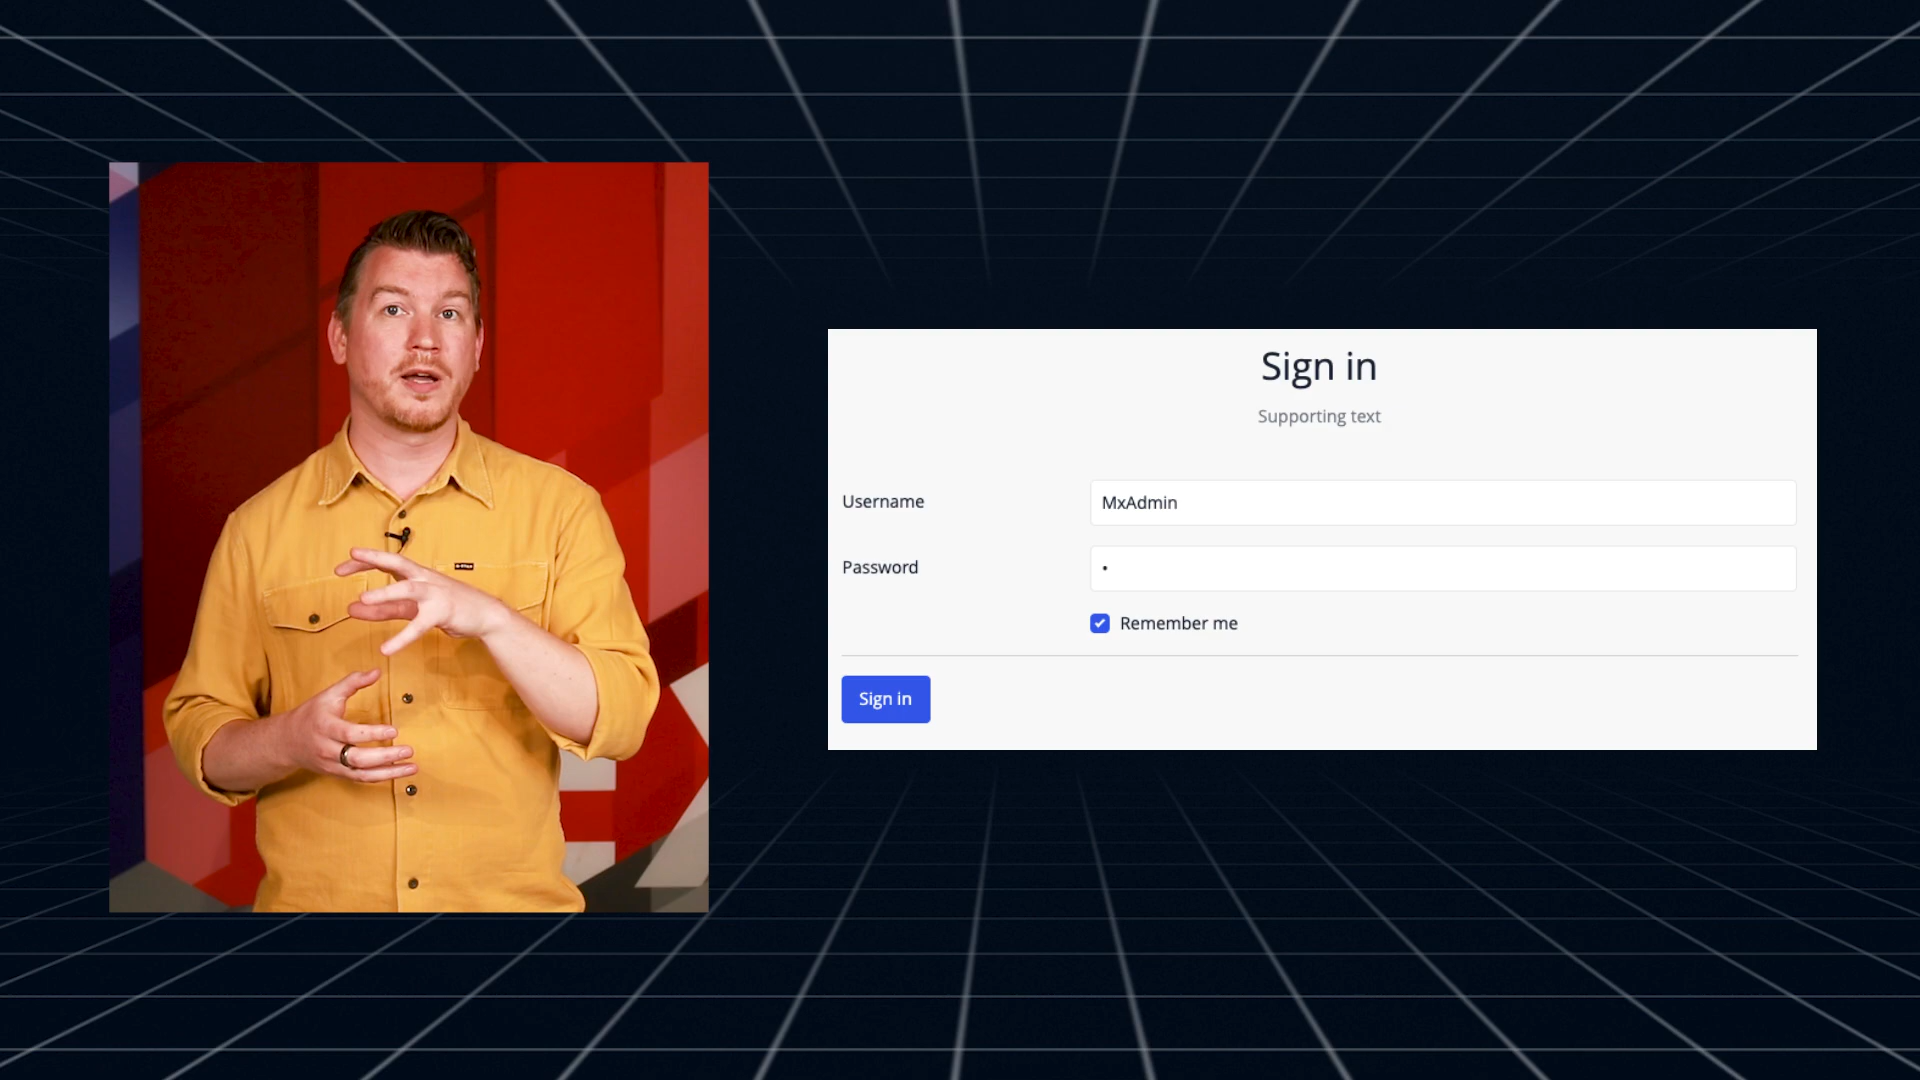 Sign in
Supporting text
Username
MxAdmin
Password
•
Remember me
Sign in